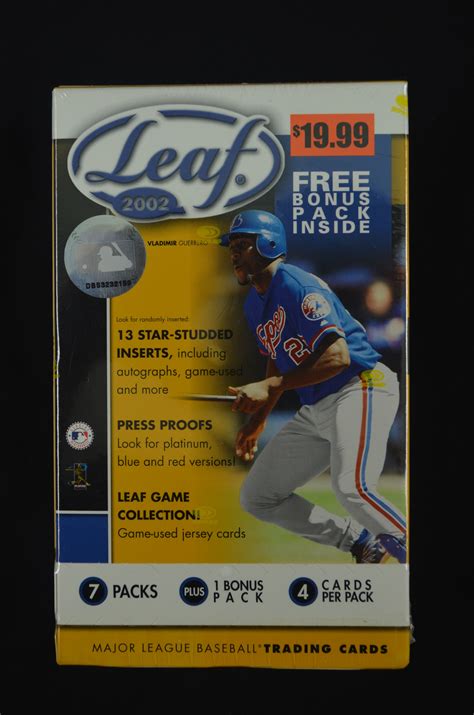 Leaf®
2002
$19.99
FREE
BONUS
PACK
INSIDE
VLADIMIR GUERRERO
Look for randomly inserted:
13 STAR-STUDDED
INSERTS, including
autographs, game-used
and more
PRESS PROOFS
Look for platinum,
blue and red versions!
LEAF GAME
COLLECTION!
Game-used jersey cards
7 PACKS
PLUS 1 BONUS
PACK
4 CARDS
PER PACK
MAJOR LEAGUE BASEBALL® TRADING CARDS